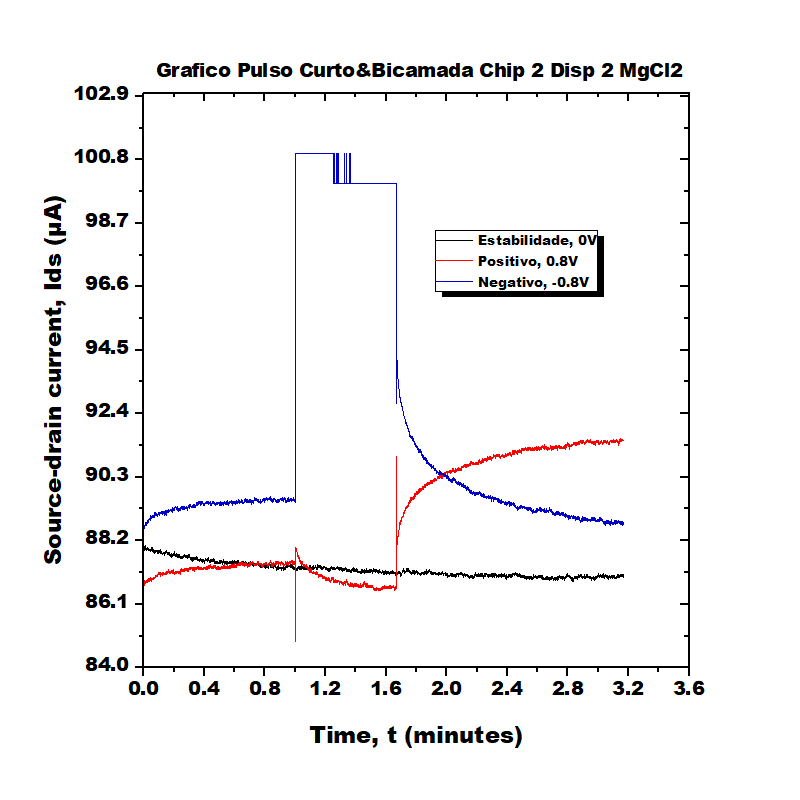 Grafico Pulso Curto&Bicamada Chip 2 Disp 2 MgCl2
102.9
100.8
98.7
96.6
94.5
92.4
90.3
88.2
86.1
84.0
Source-drain current, Ids (µA)
Estabilidade, 0V
Positivo, 0.8V
Negativo, -0.8V
0.0 0.4 0.8 1.2 1.6 2.0 2.4 2.8 3.2 3.6
Time, t (minutes)